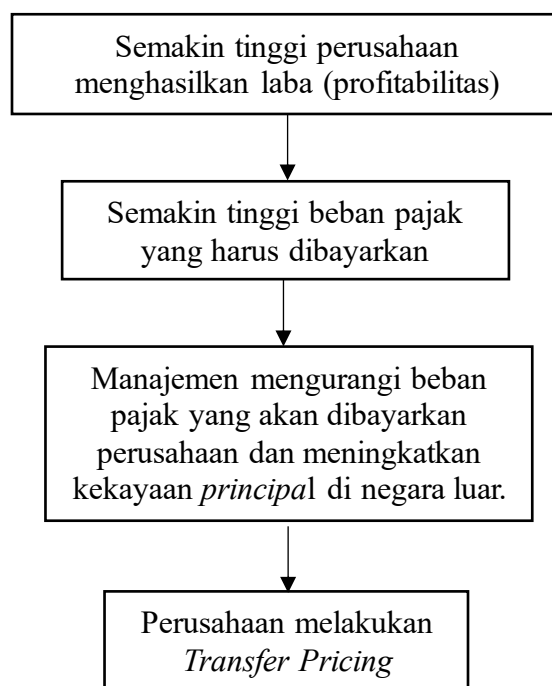 Semakin tinggi perusahaan
menghasilkan laba (profitabilitas)
Semakin tinggi beban pajak
yang harus dibayarkan
Manajemen mengurangi beban
pajak yang akan dibayarkan
perusahaan dan meningkatkan
kekayaan principal di negara luar.
Perusahaan melakukan
Transfer Pricing